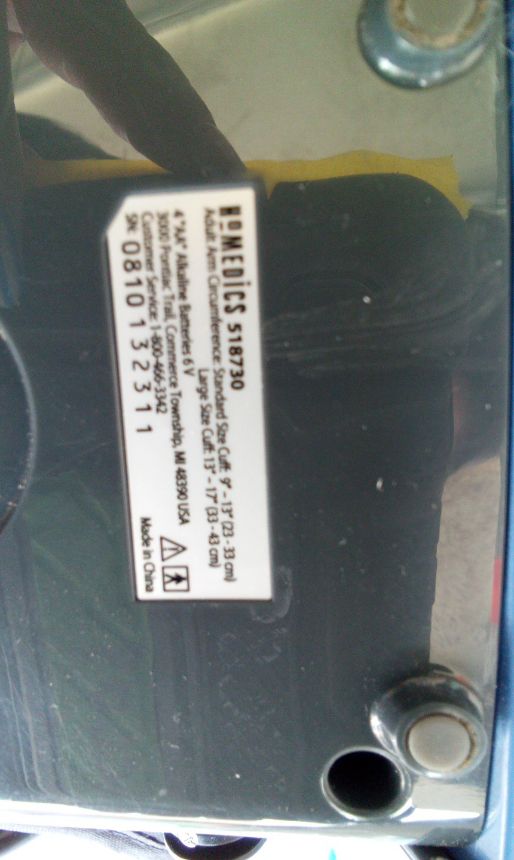 HOMEDICS 518730
Adult Arm Circumference: Standard Size Cuff: 9" - 13" (23 - 33 cm)
Large Size Cuff: 13" - 17" (33 - 43 cm)
4 "AA" Alkaline Batteries 6 V
3000 Pontiac Trail, Commerce Township, MI 48390 USA
Customer Service: 1-800-466-3342
SN: 0810132311
Made in China